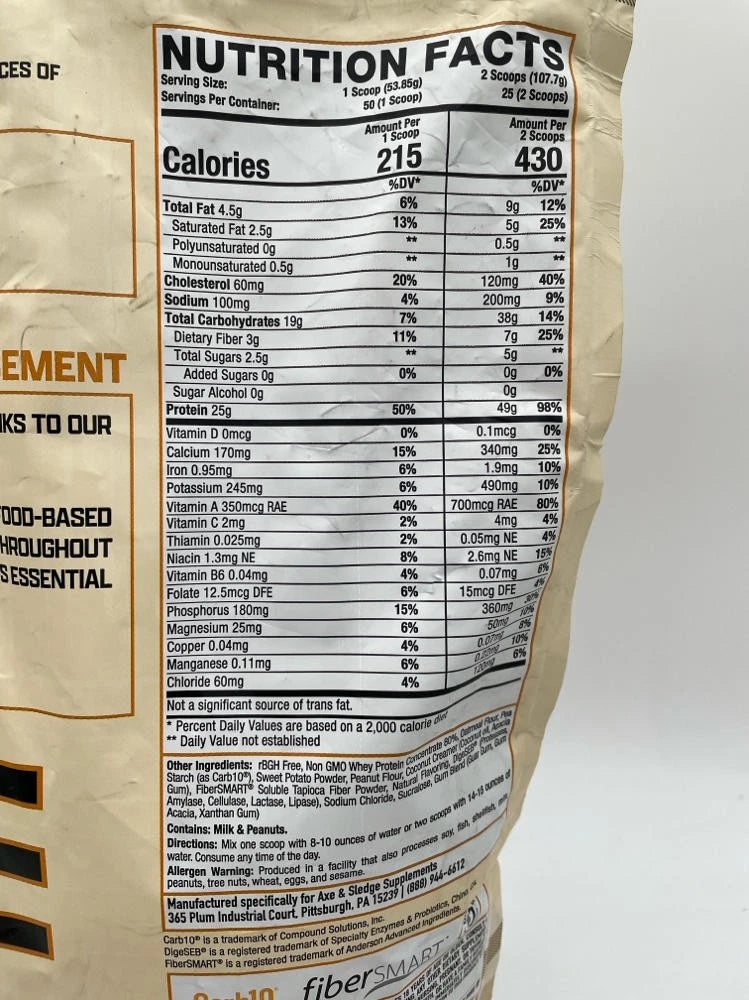 CES OF
EMENT
KS TO OUR
OOD-BASED
HROUGHOUT
S ESSENTIAL
NUTRITION FACTS
Serving Size: 1 Scoop (53.85g) 2 Scoops (107.7g)
Servings Per Container: 50 (1 Scoop) 25 (2 Scoops)
Amount Per 1 Scoop Amount Per 2 Scoops
Calories 215 430
%DV* %DV*
Total Fat 4.5g 6% 9g 12%
Saturated Fat 2.5g 13% 5g 25%
Polyunsaturated 0g ** 0.5g **
Monounsaturated 0.5g ** 1g **
Cholesterol 60mg 20% 120mg 40%
Sodium 100mg 4% 200mg 9%
Total Carbohydrates 19g 7% 38g 14%
Dietary Fiber 3g 11% 7g 25%
Total Sugars 2.5g ** 5g **
Added Sugars 0g 0% 0g 0%
Sugar Alcohol 0g 0g
Protein 25g 50% 49g 98%
Vitamin D 0mcg 0% 0.1mcg 0%
Calcium 170mg 15% 340mg 25%
Iron 0.95mg 6% 1.9mg 10%
Potassium 245mg 6% 490mg 10%
Vitamin A 350mcg RAE 40% 700mcg RAE 80%
Vitamin C 2mg 2% 4mg 4%
Thiamin 0.025mg 2% 0.05mg NE 4%
Niacin 1.3mg NE 8% 2.6mg NE 15%
Vitamin B6 0.04mg 4% 0.07mg 6%
Folate 12.5mcg DFE 6% 15mcg DFE 4%
Phosphorus 180mg 15% 360mg 30%
Magnesium 25mg 6% 50mg 10%
Copper 0.04mg 4% 0.07mg 8%
Manganese 0.11mg 6% 10%
Chloride 60mg 4% 120mg 6%
Not a significant source of trans fat.
* Percent Daily Values are based on a 2,000 calorie diet
** Daily Value not established
Other Ingredients: rBGH Free, Non GMO Whey Protein Concentrate 80%, Oatmeal Flour, Pea
Starch (as Carb10®), Sweet Potato Powder, Peanut Flour, Coconut Creamer (Coconut oil, Acacia
Gum), FiberSMART® Soluble Tapioca Fiber Powder, Natural Flavoring, DigeSEB® (Protease,
Amylase, Cellulase, Lactase, Lipase), Sodium Chloride, Sucralose, Gum Blend (Guar Gum, Gum
Acacia, Xanthan Gum)
Contains: Milk & Peanuts.
Directions: Mix one scoop with 8-10 ounces of water or two scoops with 14-16 ounces of
water. Consume any time of the day.
Allergen Warning: Produced in a facility that also processes soy, fish, shellfish, milk,
peanuts, tree nuts, wheat, eggs, and sesame.
Manufactured specifically for Axe & Sledge Supplements
365 Plum Industrial Court, Pittsburgh, PA 15239 | (888) 944-6612
Carb10® is a trademark of Compound Solutions, Inc.
DigeSEB® is a registered trademark of Specialty Enzymes & Probiotics, Chino,
FiberSMART® is a registered trademark of Anderson Advanced Ingredients.
Carb10 fiberSMART